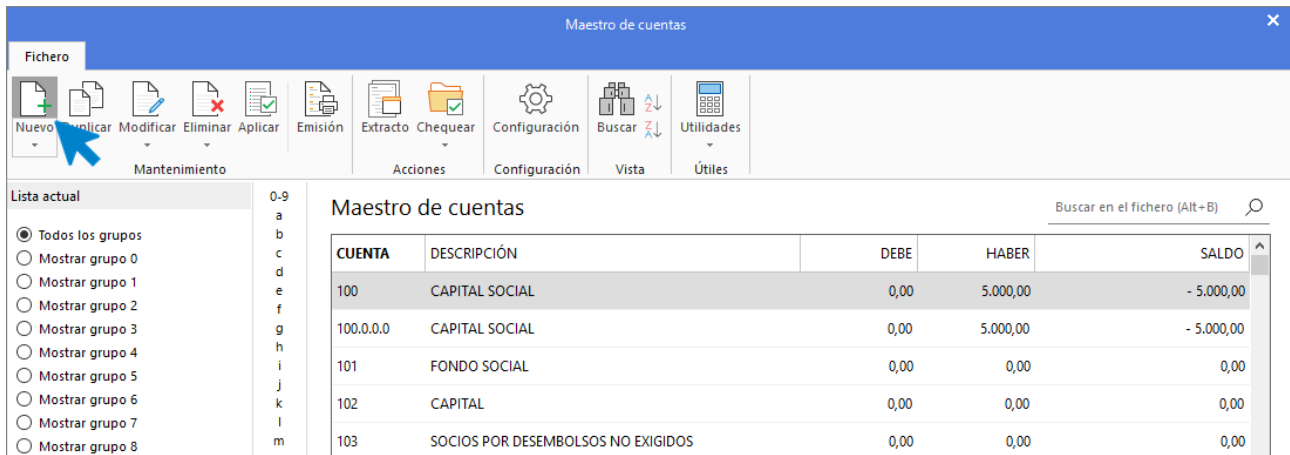 Maestro de cuentas
Fichero
Nuevo Duplicar Modificar Eliminar Aplicar Emisión Extracto Chequear Configuración Buscar Utilidades
A
Z
Z
A
Mantenimiento Acciones Configuración Vista Útiles
Lista actual
Todos los grupos
Mostrar grupo 0
Mostrar grupo 1
Mostrar grupo 2
Mostrar grupo 3
Mostrar grupo 4
Mostrar grupo 5
Mostrar grupo 6
Mostrar grupo 7
Mostrar grupo 8
0-9
a
b
c
d
e
f
g
h
i
j
k
l
m
Maestro de cuentas
Buscar en el fichero (Alt+B)
CUENTA DESCRIPCIÓN DEBE HABER SALDO
100 CAPITAL SOCIAL 0,00 5.000,00 - 5.000,00
100.0.0.0 CAPITAL SOCIAL 0,00 5.000,00 - 5.000,00
101 FONDO SOCIAL 0,00 0,00 0,00
102 CAPITAL 0,00 0,00 0,00
103 SOCIOS POR DESEMBOLSOS NO EXIGIDOS 0,00 0,00 0,00